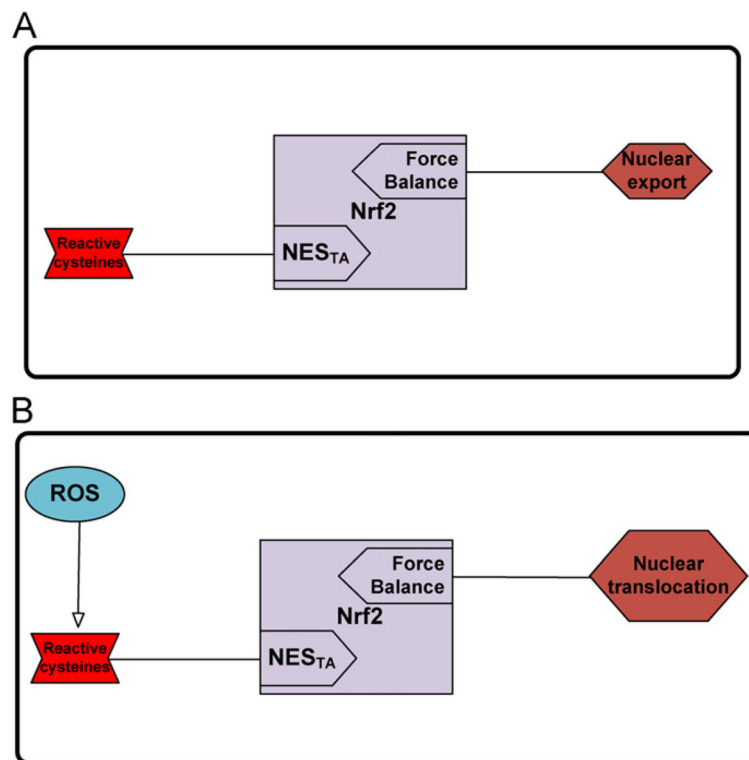 A
Force
Balance
Nuclear
export
Nrf2
Reactive
cysteines
NESTA
B
ROS
Force
Balance
Nuclear
translocation
Nrf2
Reactive
cysteines
NESTA